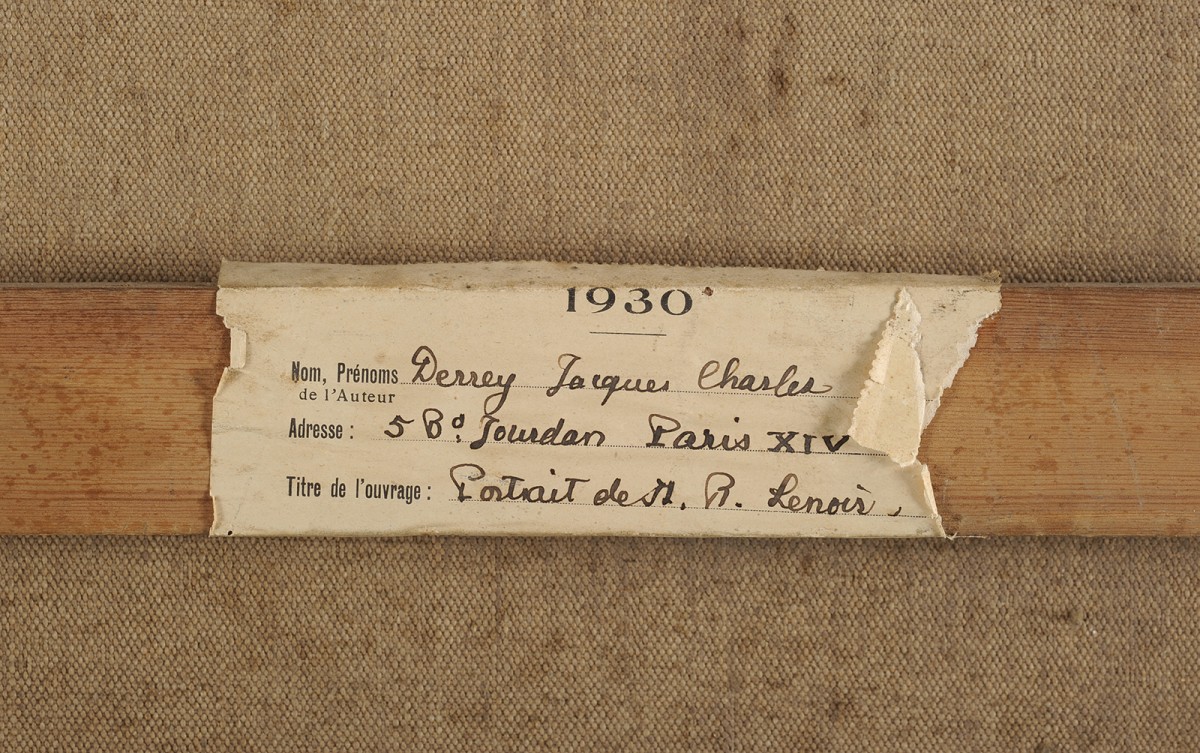 1930
Nom, Prénoms Derrey Jacques Charles
de l'Auteur
Adresse : 5 Bd. Jourdan Paris XIV
Titre de l'ouvrage : Portrait de M. R. Lenoir.